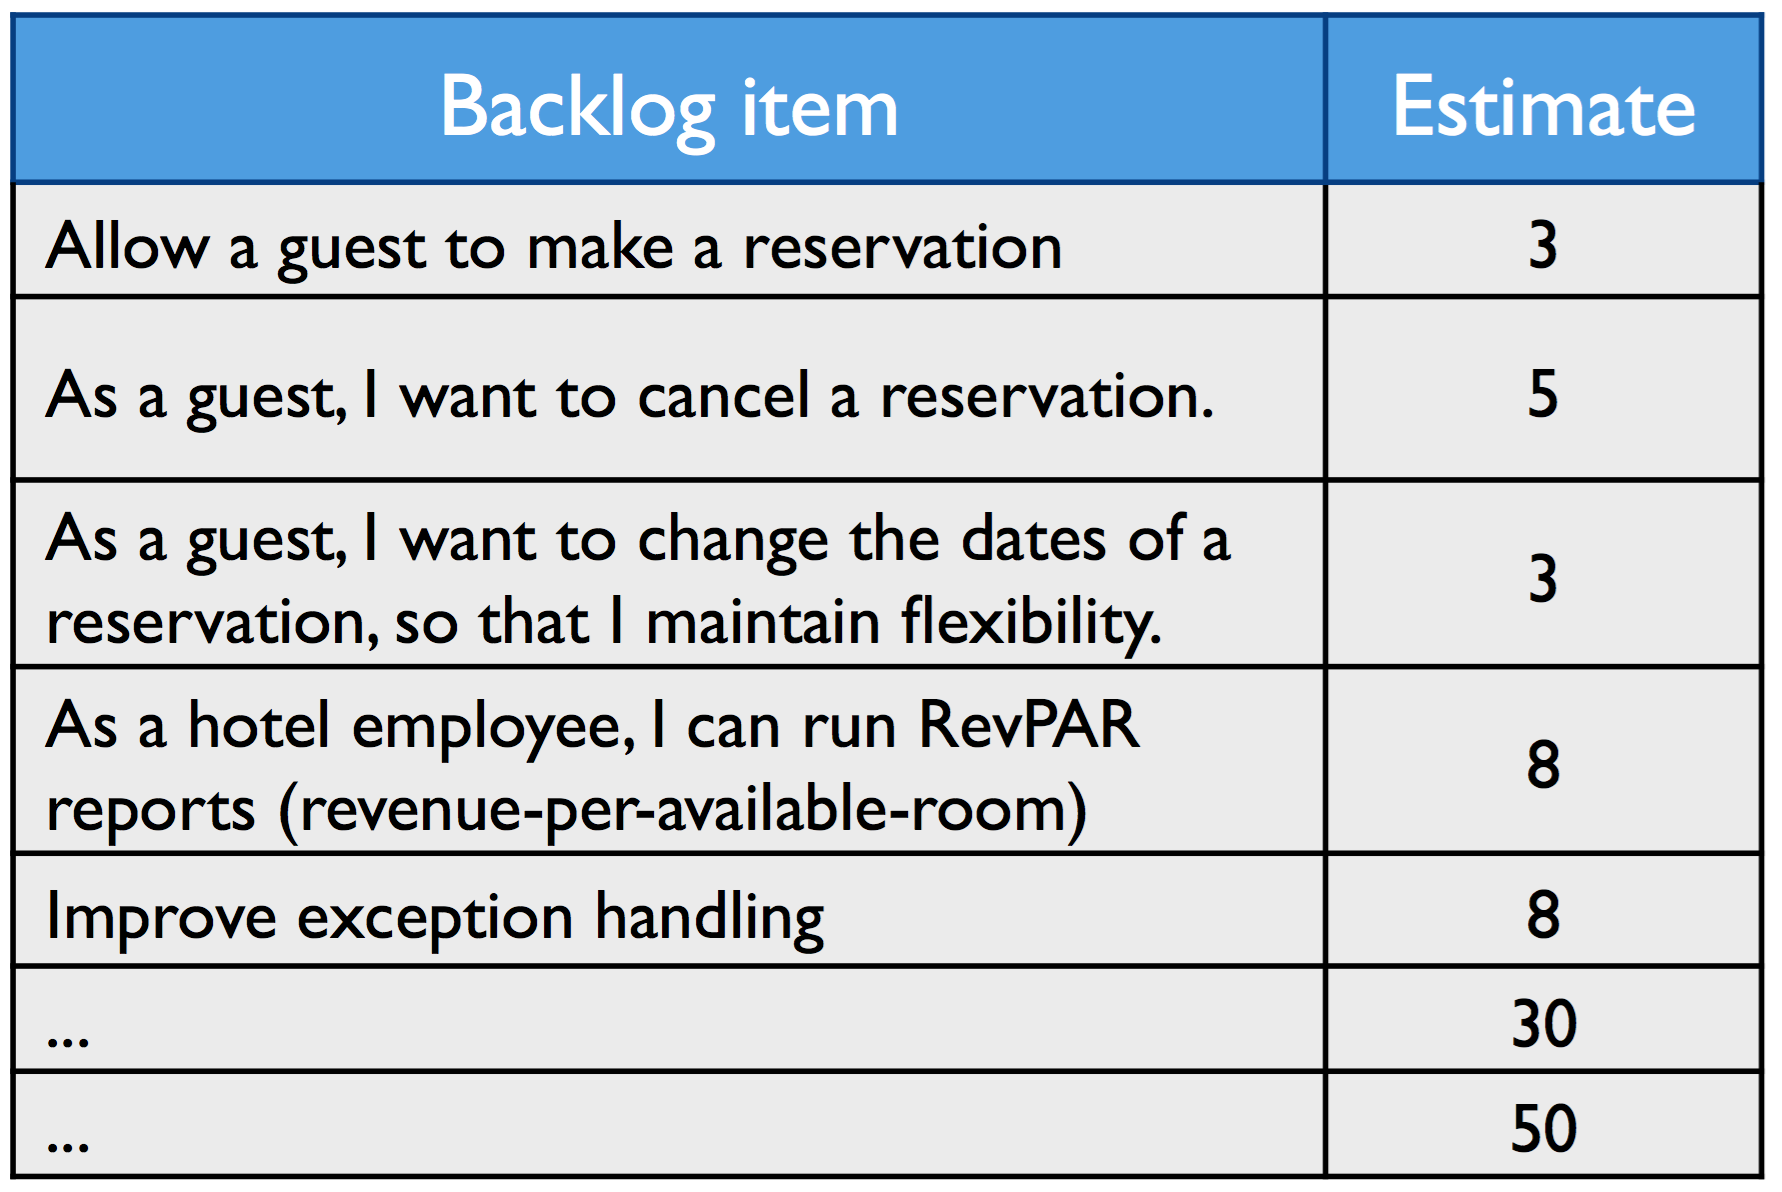 Backlog item Estimate
Allow a guest to make a reservation 3
As a guest, I want to cancel a reservation. 5
As a guest, I want to change the dates of a
reservation, so that I maintain flexibility. 3
As a hotel employee, I can run RevPAR
reports (revenue-per-available-room) 8
Improve exception handling 8
... 30
... 50